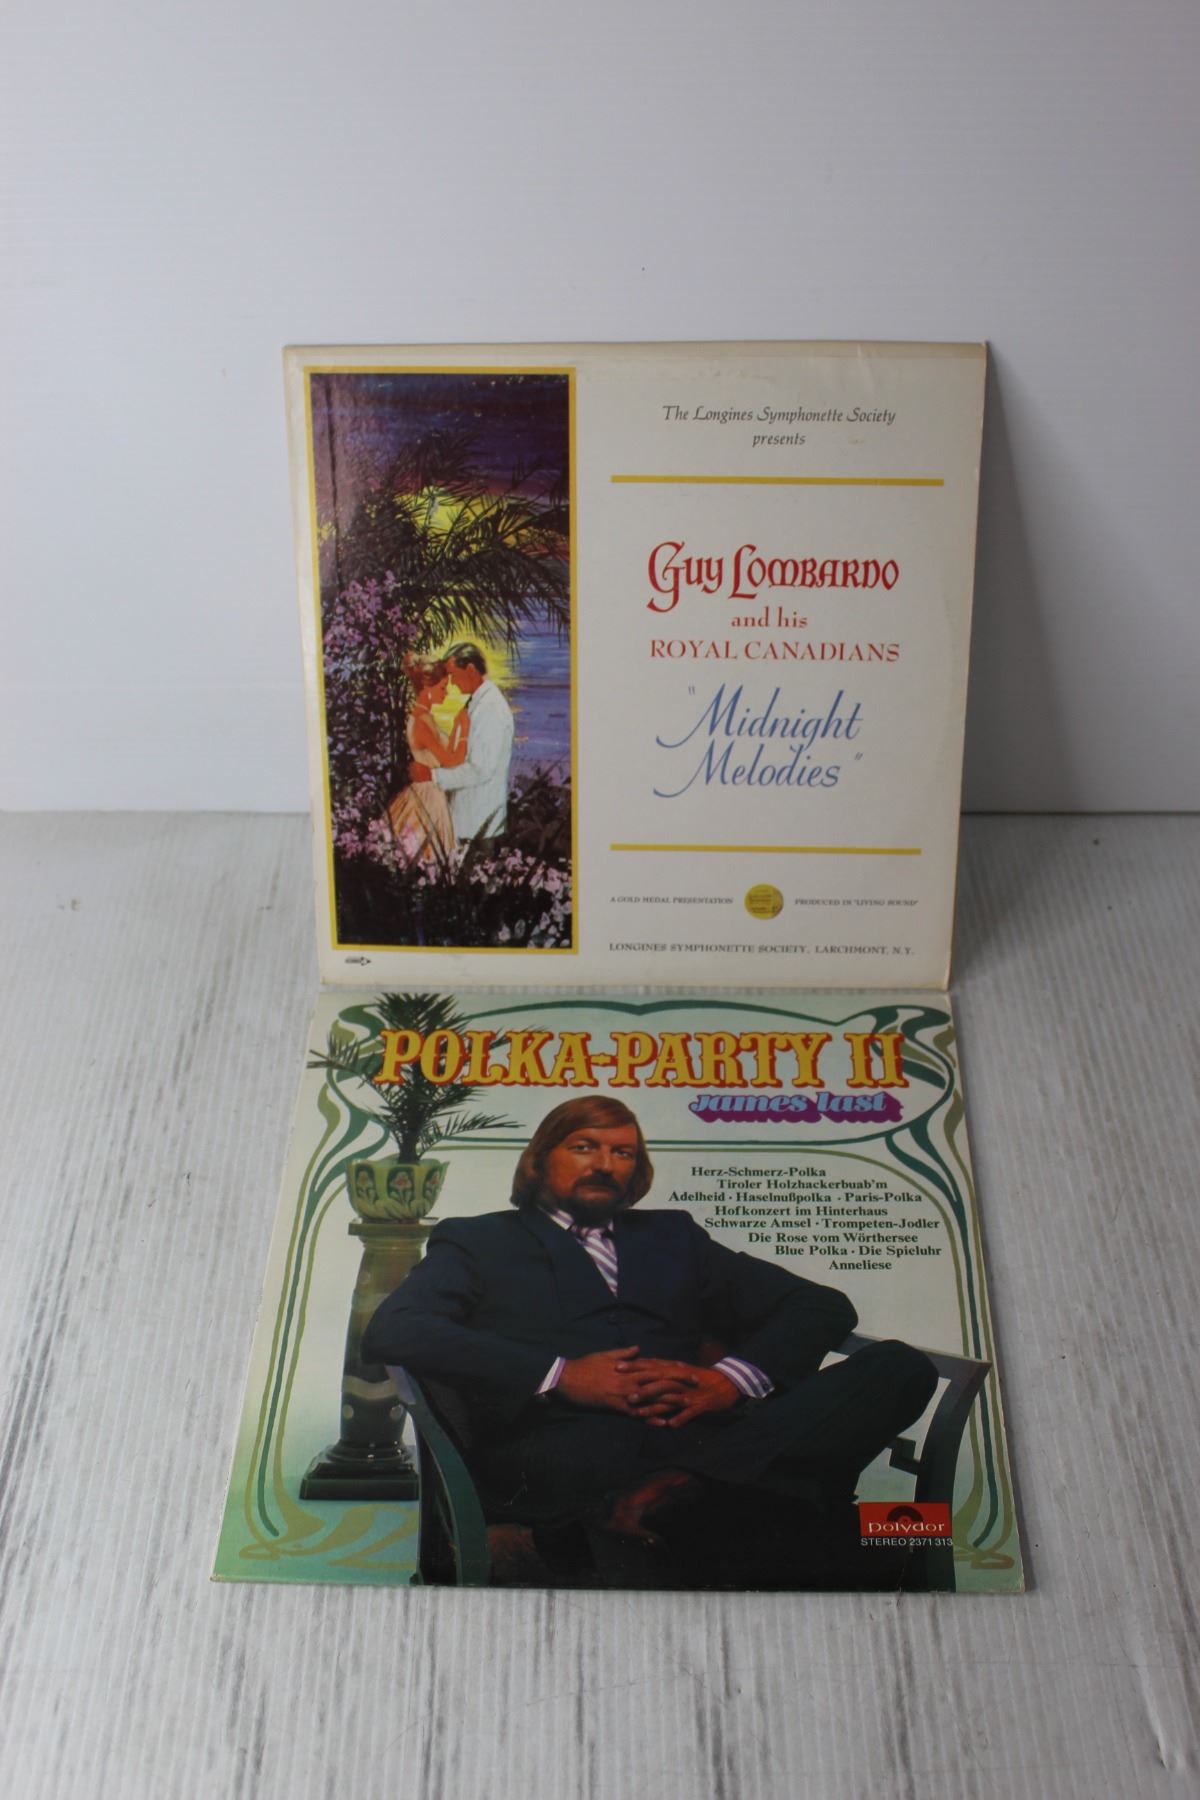 The Longines Symphonette Society
presents
Guy Lombardo
and his
ROYAL CANADIANS
"Midnight
Melodies"
A GOLD MEDAL PRESENTATION PRODUCED IN "LIVING SOUND"
LONGINES SYMPHONETTE SOCIETY, LARCHMONT, N.Y.
POLKA-PARTY II
james last
Herz-Schmerz-Polka
Tiroler Holzhackerbuab'm
Adelheid · Haselnußpolka · Paris-Polka
Hofkonzert im Hinterhaus
Schwarze Amsel · Trompeten-Jodler
Die Rose vom Wörthersee
Blue Polka · Die Spieluhr
Anneliese
Polydor
STEREO 2371 313